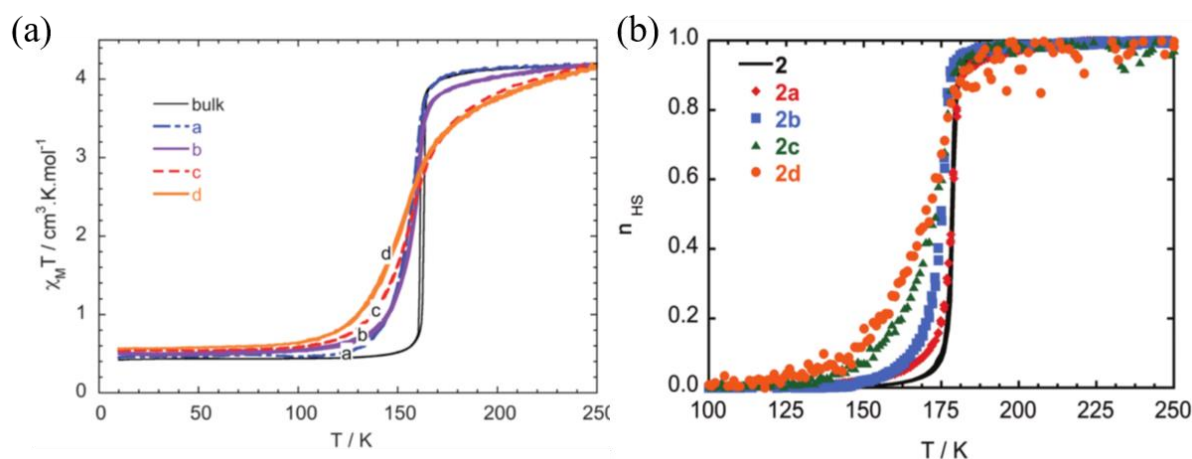 (a)
χMT / cm³.K.mol⁻¹
4
3
2
1
0
bulk
a
b
c
d
d
c
b
a
0
50
100
150
200
250
T / K
(b)
n HS
1.0
0.8
0.6
0.4
0.2
0.0
2
2a
2b
2c
2d
100
125
150
175
200
225
250
T / K